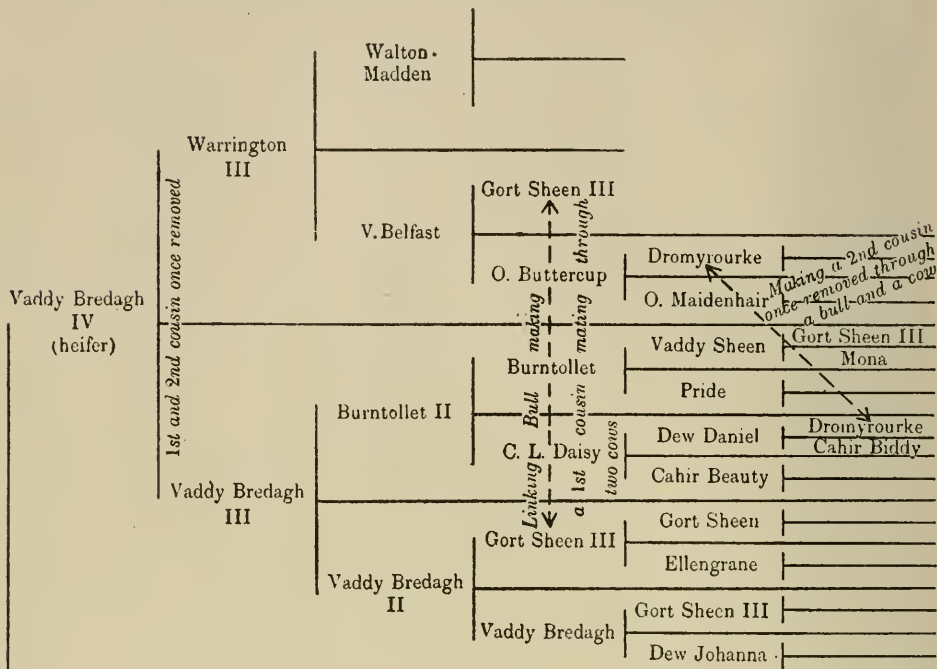 Walton
Madden
Warrington
III
Gort Sheen III
V. Belfast
Dromyrourke
O. Buttercup
O. Maidenhair
Vaddy Bredagh
IV
(heifer)
1st and 2nd cousin once removed
Linking Bull making
a 1st cousin mating through
two cows
Making a 2nd cousin
once removed through
a bull and a cow
Vaddy Sheen
Gort Sheen III
Mona
Burntollet
Pride
Burntollet II
Dew Daniel
Dromyrourke
Cahir Biddy
C. L. Daisy
Cahir Beauty
Vaddy Bredagh
III
Gort Sheen
Gort Sheen III
Ellengrane
Vaddy Bredagh
II
Gort Sheen III
Vaddy Bredagh
Dew Johanna